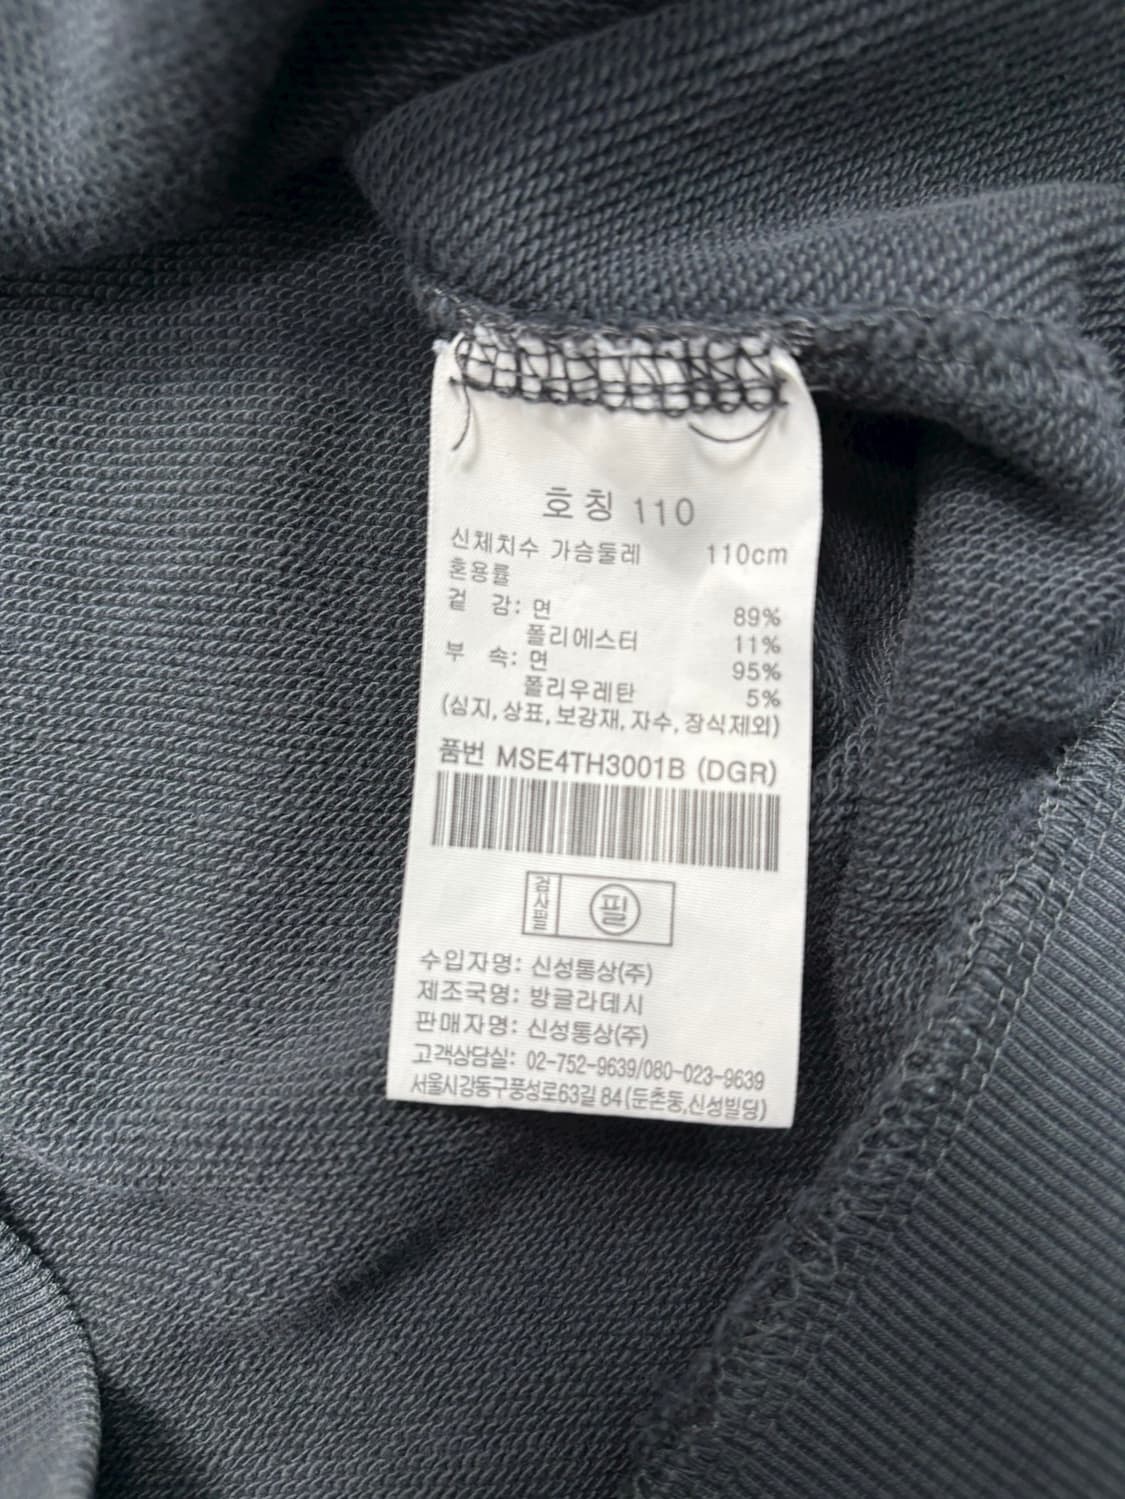 호칭 110
신체치수 가슴둘레 110cm
혼용률
겉 감: 면 89%
폴리에스터 11%
부 속: 면 95%
폴리우레탄 5%
(심지, 상표, 보강재, 자수, 장식제외)
품번 MSE4TH3001B (DGR)
검사필 필
수입자명: 신성통상(주)
제조국명: 방글라데시
판매자명: 신성통상(주)
고객상담실: 02-752-9639/080-023-9639
서울시강동구풍성로63길 84(둔촌동,신성빌딩)